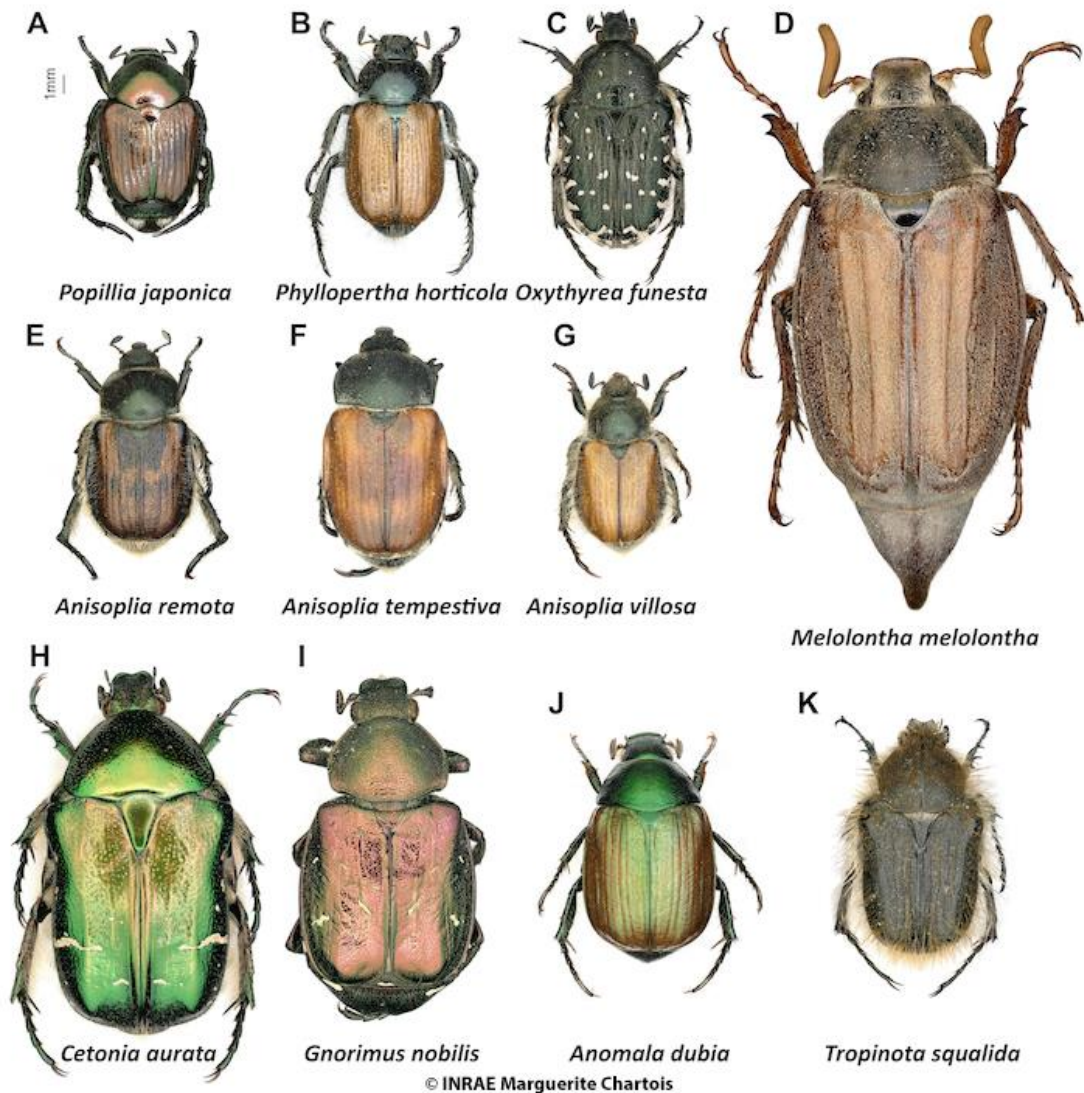 A
B
C
D
1mm
Popillia japonica
Phyllopertha horticola
Oxythyrea funesta
E
F
G
Anisoplia remota
Anisoplia tempestiva
Anisoplia villosa
Melolontha melolontha
H
I
J
K
Cetonia aurata
Gnorimus nobilis
Anomala dubia
Tropinota squalida
© INRAE Marguerite Chartois